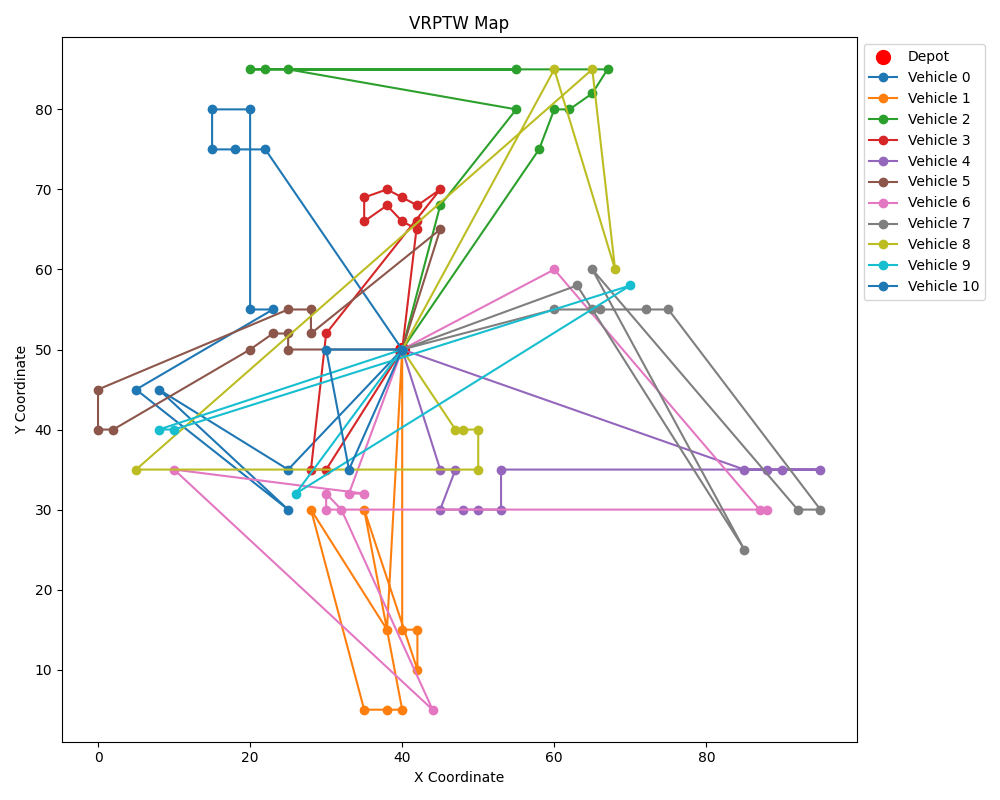 VRPTW Map
Depot
Vehicle 0
Vehicle 1
Vehicle 2
Vehicle 3
Vehicle 4
Vehicle 5
Vehicle 6
Vehicle 7
Vehicle 8
Vehicle 9
Vehicle 10
Y Coordinate
80
70
60
50
40
30
20
10
0 20 40 60 80
X Coordinate